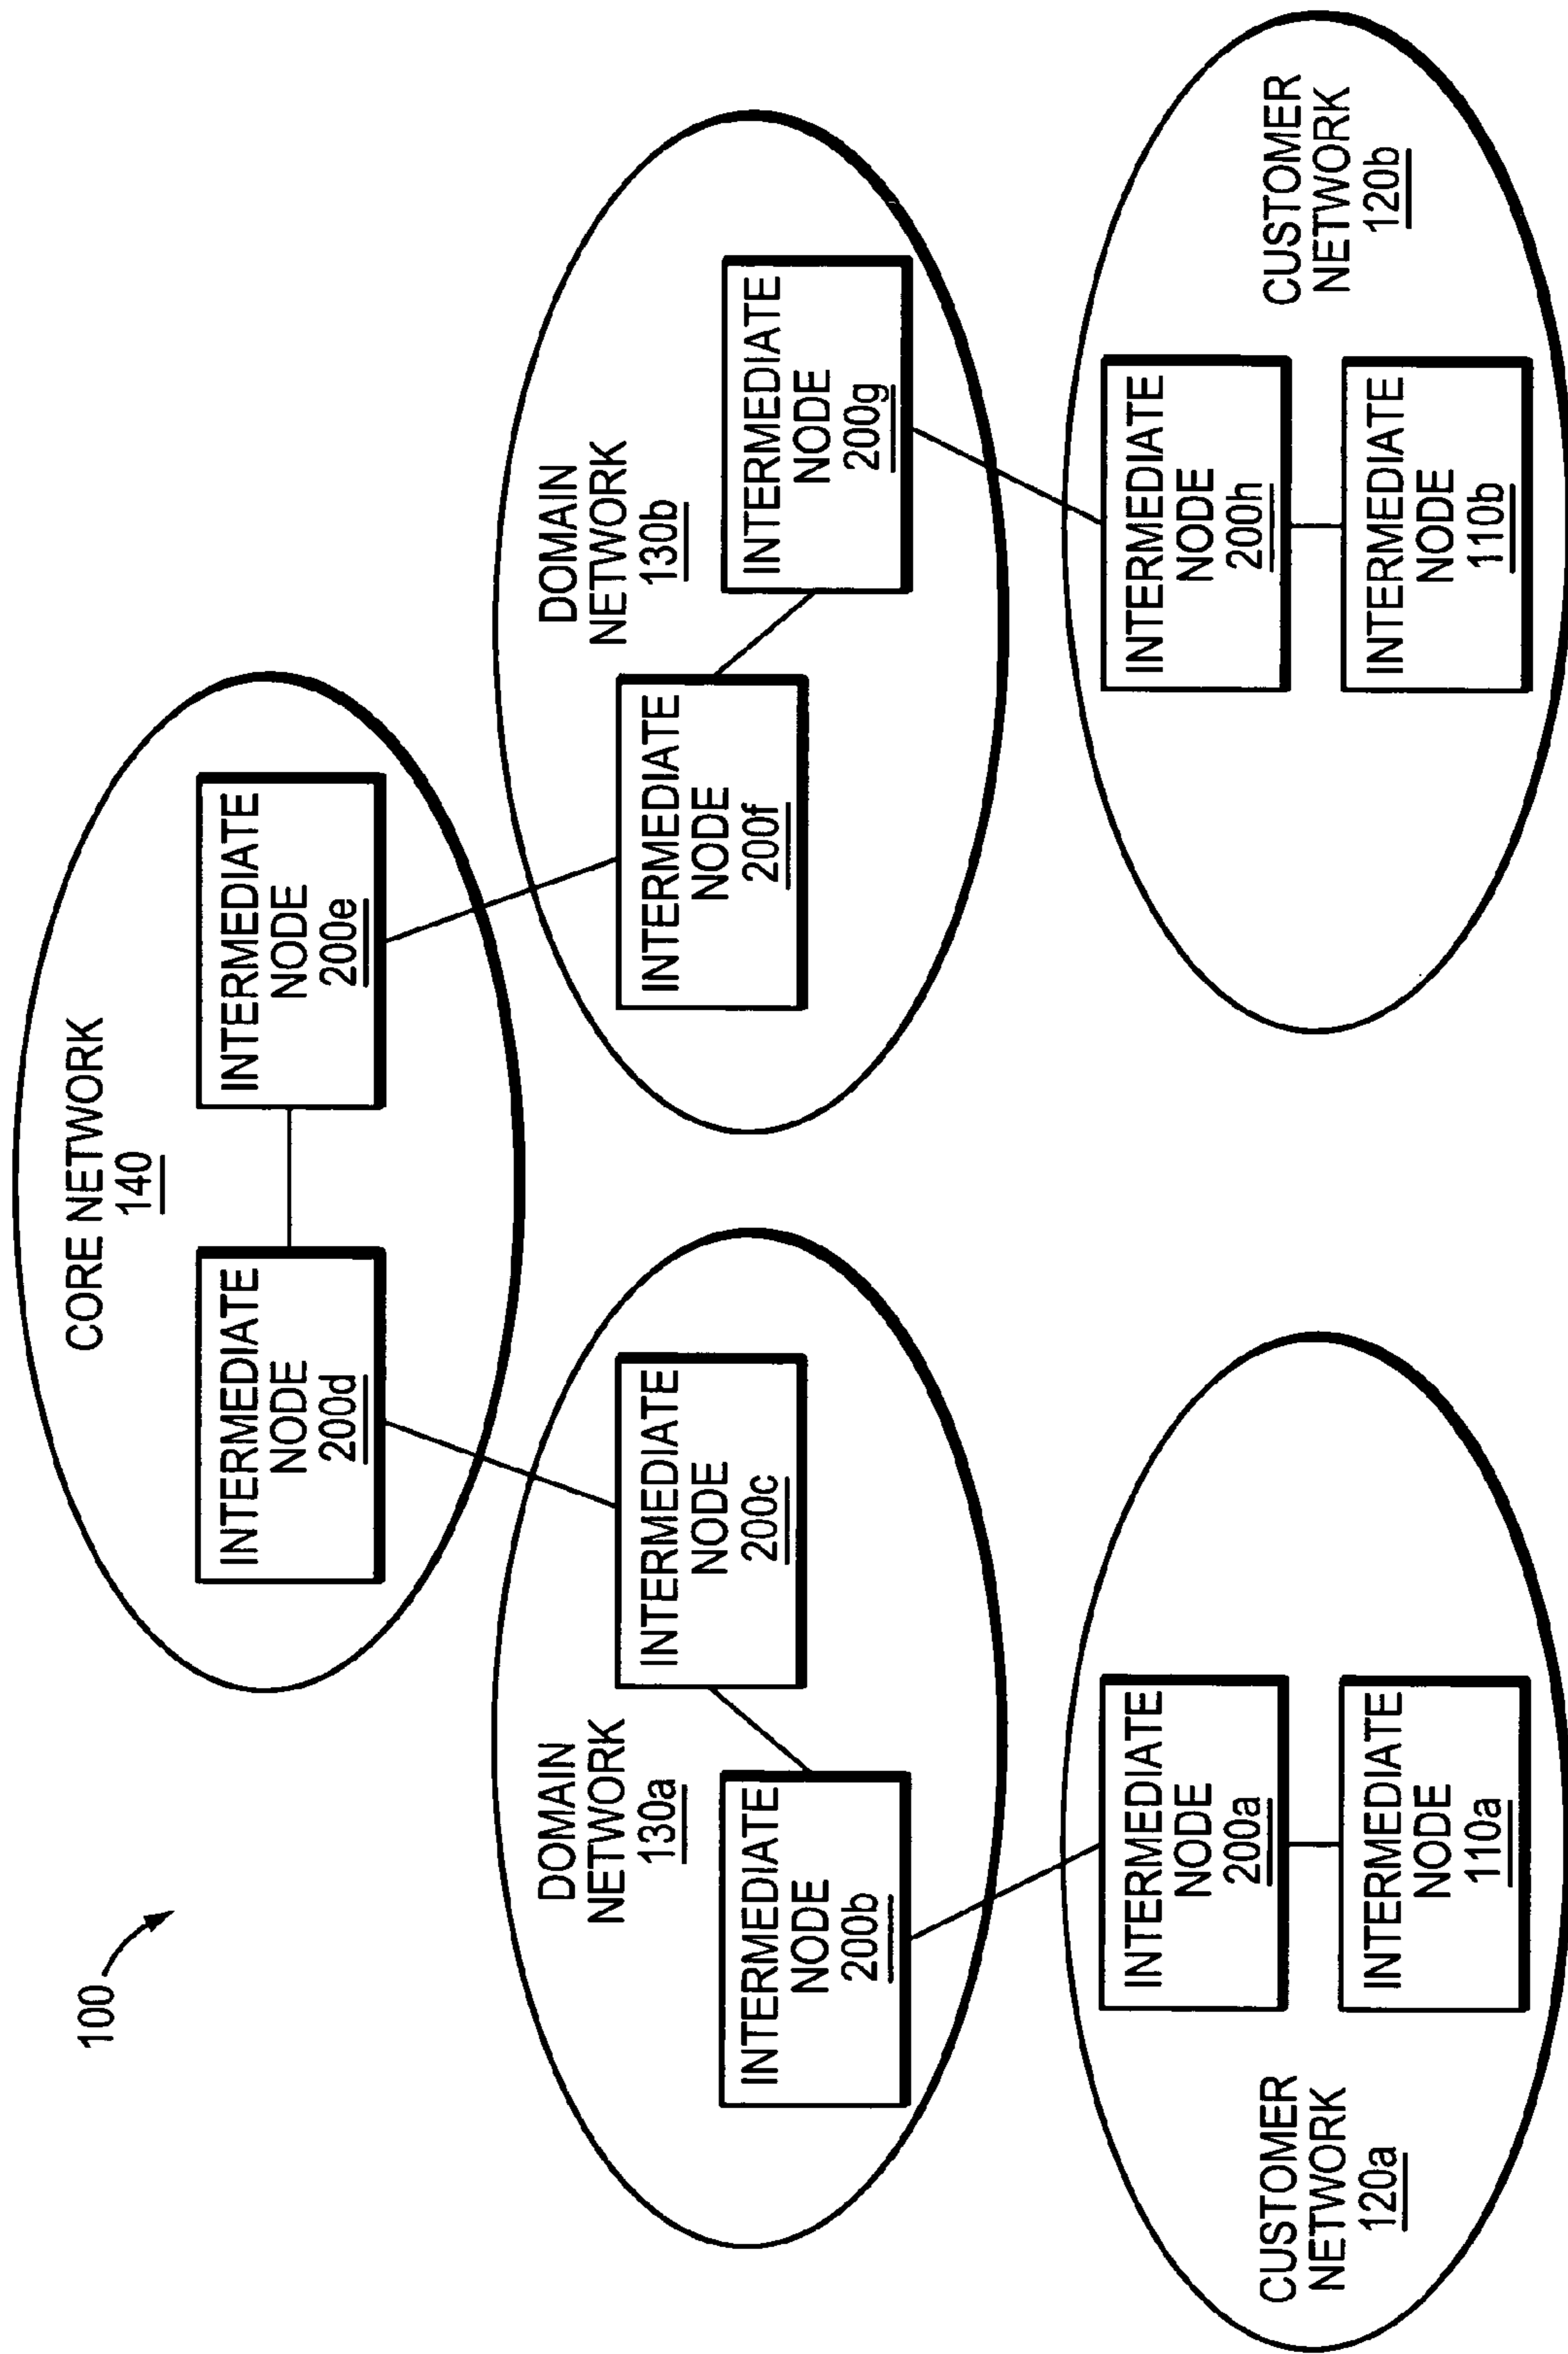 100
CORE NETWORK
140
INTERMEDIATE
NODE
200d
INTERMEDIATE
NODE
200e
DOMAIN
NETWORK
130a
INTERMEDIATE
NODE
200b
INTERMEDIATE
NODE
200c
DOMAIN
NETWORK
130b
INTERMEDIATE
NODE
200f
INTERMEDIATE
NODE
200g
CUSTOMER
NETWORK
120a
INTERMEDIATE
NODE
200a
INTERMEDIATE
NODE
110a
INTERMEDIATE
NODE
200h
INTERMEDIATE
NODE
110b
CUSTOMER
NETWORK
120b